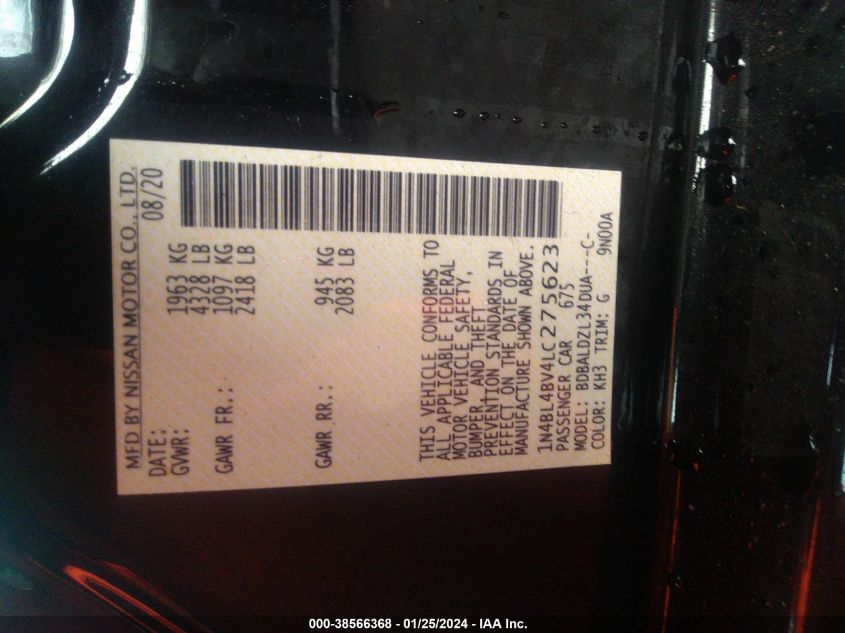 MFD BY NISSAN MOTOR CO., LTD.
DATE: 08/20
GVWR: 1963 KG
4328 LB
GAWR FR.: 1097 KG
2418 LB
GAWR RR.: 945 KG
2083 LB
THIS VEHICLE CONFORMS TO
ALL APPLICABLE FEDERAL
MOTOR VEHICLE SAFETY,
BUMPER, AND THEFT
PREVENTION STANDARDS IN
EFFECT ON THE DATE OF
MANUFACTURE SHOWN ABOVE.
1N4BL4BV4LC275623
PASSENGER CAR 675
MODEL: BDBALDZL34DUA---C-
COLOR: KH3 TRIM: G 9N00A
000-38566368 - 01/25/2024 - IAA Inc.